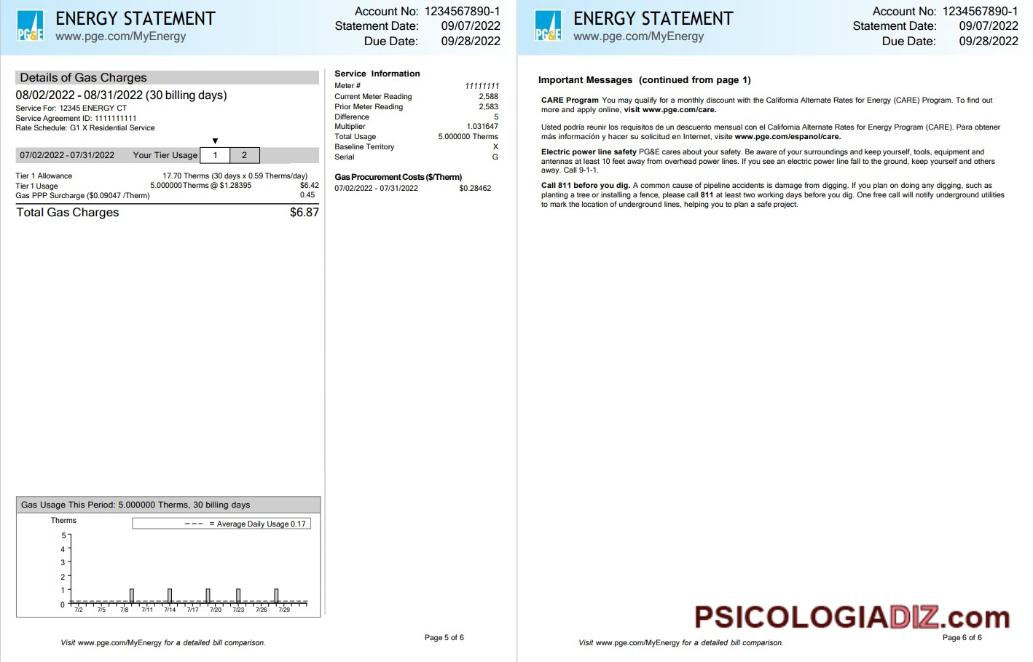 PG&E
ENERGY STATEMENT
www.pge.com/MyEnergy
Account No: 1234567890-1
Statement Date: 09/07/2022
Due Date: 09/28/2022
Details of Gas Charges
08/02/2022 - 08/31/2022 (30 billing days)
Service For: 12345 ENERGY CT
Service Agreement ID: 1111111111
Rate Schedule: G1 X Residential Service
07/02/2022 - 07/31/2022 Your Tier Usage 1 2
Tier 1 Allowance 17.70 Therms (30 days x 0.59 Therms/day)
Tier 1 Usage 5.000000 Therms @ $1.28395 $6.42
Gas PPP Surcharge ($0.09047 /Therm) 0.45
Total Gas Charges $6.87
Service Information
Meter # 11111111
Current Meter Reading 2,588
Prior Meter Reading 2,583
Difference 5
Multiplier 1.031647
Total Usage 5.000000 Therms
Baseline Territory X
Serial G
Gas Procurement Costs ($/Therm)
07/02/2022 - 07/31/2022 $0.28462
Gas Usage This Period: 5.000000 Therms, 30 billing days
Therms
= Average Daily Usage 0.17
5
4
3
2
1
0
7/2 7/5 7/8 7/11 7/14 7/17 7/20 7/23 7/26 7/29
Visit www.pge.com/MyEnergy for a detailed bill comparison.
Page 5 of 6
PG&E
ENERGY STATEMENT
www.pge.com/MyEnergy
Account No: 1234567890-1
Statement Date: 09/07/2022
Due Date: 09/28/2022
Important Messages (continued from page 1)
CARE Program You may qualify for a monthly discount with the California Alternate Rates for Energy (CARE) Program. To find out
more and apply online, visit www.pge.com/care.
Usted podría reunir los requisitos de un descuento mensual con el California Alternate Rates for Energy Program (CARE). Para obtener
más información y hacer su solicitud en Internet, visite www.pge.com/espanol/care.
Electric power line safety PG&E cares about your safety. Be aware of your surroundings and keep yourself, tools, equipment and
antennas at least 10 feet away from overhead power lines. If you see an electric power line fall to the ground, keep yourself and others
away. Call 9-1-1.
Call 811 before you dig. A common cause of pipeline accidents is damage from digging. If you plan on doing any digging, such as
planting a tree or installing a fence, please call 811 at least two working days before you dig. One free call will notify underground utilities
to mark the location of underground lines, helping you to plan a safe project.
PSICOLOGIADIZ.com
Visit www.pge.com/MyEnergy for a detailed bill comparison.
Page 6 of 6